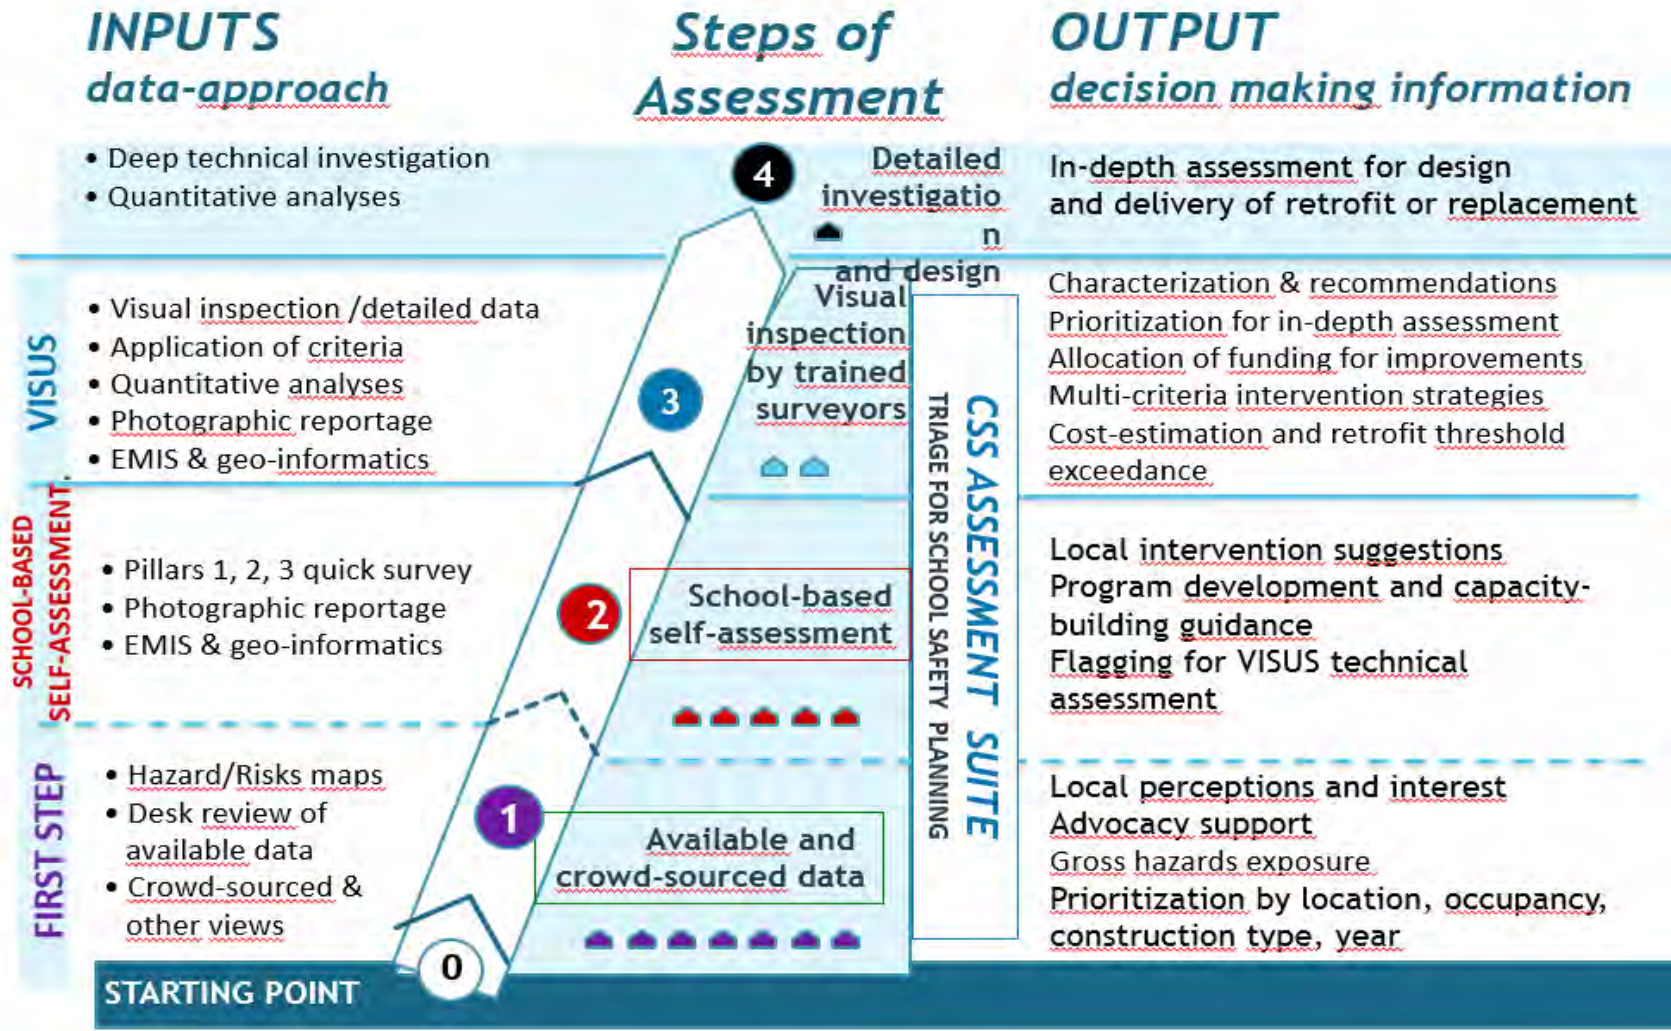 INPUTS
data-approach
Steps of
Assessment
OUTPUT
decision making information
• Deep technical investigation
• Quantitative analyses
4
Detailed
investigatio
n
and design
In-depth assessment for design
and delivery of retrofit or replacement
VISUS
• Visual inspection /detailed data
• Application of criteria
• Quantitative analyses
• Photographic reportage
• EMIS & geo-informatics
3
Visual
inspection
by trained
surveyors
Characterization & recommendations
Prioritization for in-depth assessment
Allocation of funding for improvements
Multi-criteria intervention strategies
Cost-estimation and retrofit threshold
exceedance
CSS ASSESSMENT SUITE
TRIAGE FOR SCHOOL SAFETY PLANNING
SCHOOL-BASED
SELF-ASSESSMENT.
• Pillars 1, 2, 3 quick survey
• Photographic reportage
• EMIS & geo-informatics
2
School-based
self-assessment
Local intervention suggestions
Program development and capacity-
building guidance
Flagging for VISUS technical
assessment
FIRST STEP
• Hazard/Risks maps
• Desk review of
available data
• Crowd-sourced &
other views
1
Available and
crowd-sourced data
Local perceptions and interest
Advocacy support
Gross hazards exposure
Prioritization by location, occupancy,
construction type, year
0
STARTING POINT